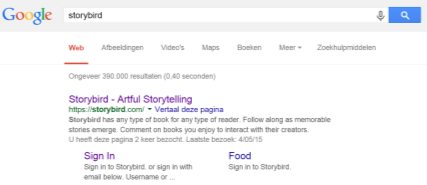 Google storybird
Web Afbeeldingen Video's Maps Boeken Meer Zoekhulpmiddelen
Ongeveer 390.000 resultaten (0,40 seconden)
Storybird - Artful Storytelling
https://storybird.com/ Vertaal deze pagina
Storybird has any type of book for any type of reader. Follow along as memorable
stories emerge. Comment on books you enjoy to interact with their creators.
U heeft deze pagina 2 keer bezocht. Laatste bezoek: 4/05/15
Sign In Food
Sign in to Storybird. or sign in with Sign in to Storybird.
email below. Username or ...